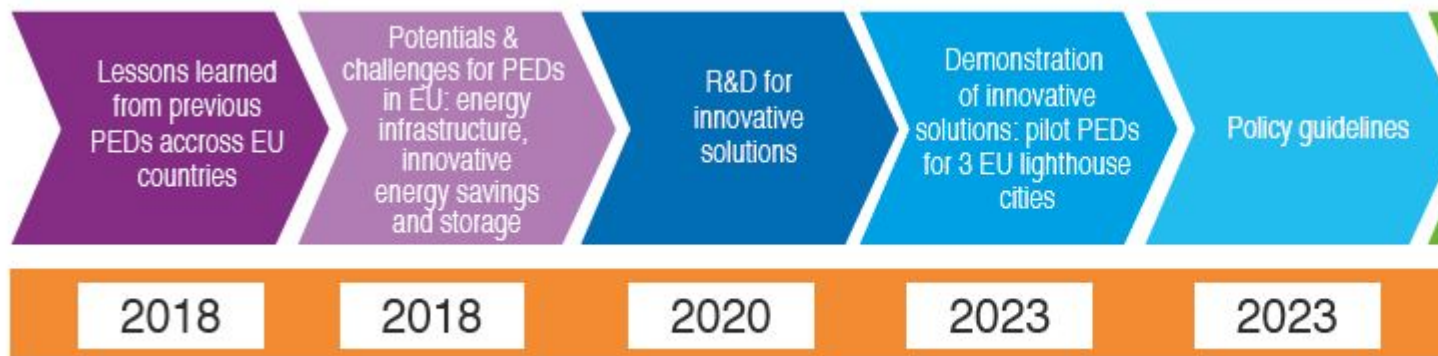 Lessons learned
from previous
PEDs accross EU
countries
Potentials &
challenges for PEDs
in EU: energy
infrastructure,
innovative
energy savings
and storage
R&D for
innovative
solutions
Demonstration
of innovative
solutions: pilot PEDs
for 3 EU lighthouse
cities
Policy guidelines
2018
2018
2020
2023
2023